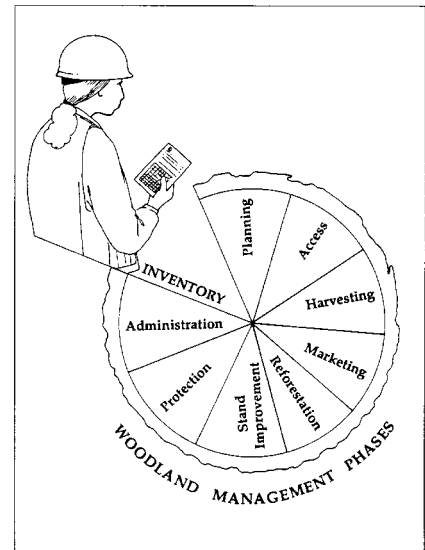 Planning
Access
Harvesting
Marketing
Reforestation
Stand
Improvement
Protection
Administration
INVENTORY
WOODLAND MANAGEMENT PHASES